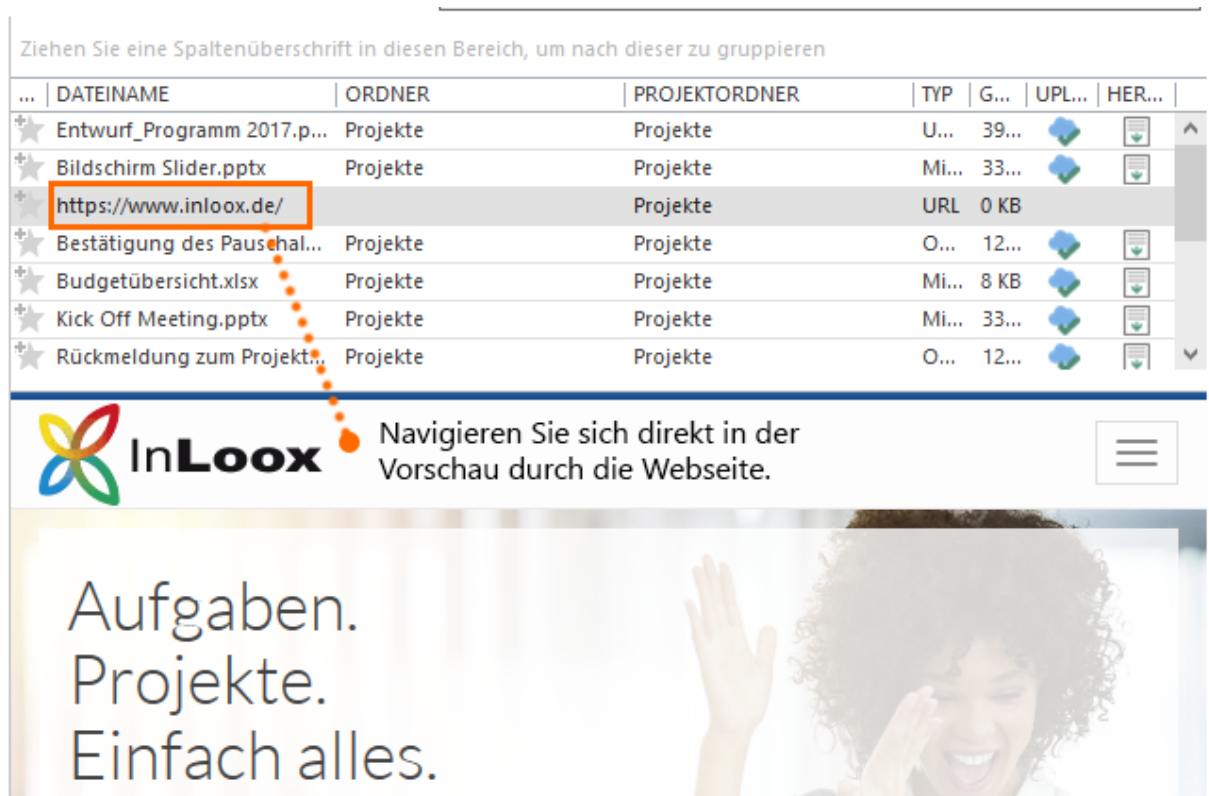 Ziehen Sie eine Spaltenüberschrift in diesen Bereich, um nach dieser zu gruppieren
... DATEINAME ORDNER PROJEKTORDNER TYP G... UPL... HER...
Entwurf_Programm 2017.p... Projekte Projekte U... 39...
Bildschirm Slider.pptx Projekte Projekte Mi... 33...
https://www.inloox.de/ Projekte URL 0 KB
Bestätigung des Pauschal... Projekte Projekte O... 12...
Budgetübersicht.xlsx Projekte Projekte Mi... 8 KB
Kick Off Meeting.pptx Projekte Projekte Mi... 33...
Rückmeldung zum Projekt... Projekte Projekte O... 12...
InLoox
Navigieren Sie sich direkt in der
Vorschau durch die Webseite.
Aufgaben.
Projekte.
Einfach alles.